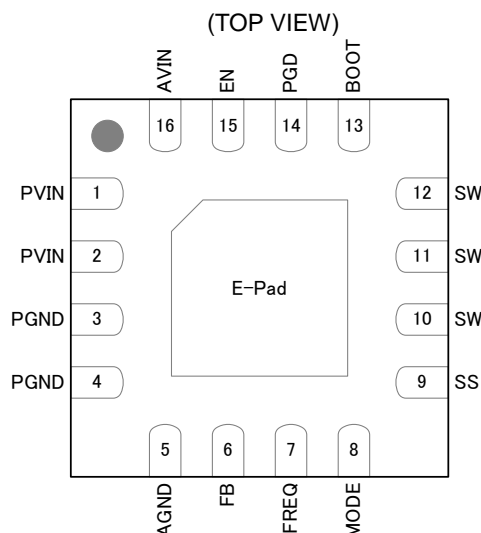 (TOP VIEW)
AVIN EN PGD BOOT
16 15 14 13
PVIN 1 12 SW
PVIN 2 11 SW
E-Pad
PGND 3 10 SW
PGND 4 9 SS
5 6 7 8
AGND FB FREQ MODE